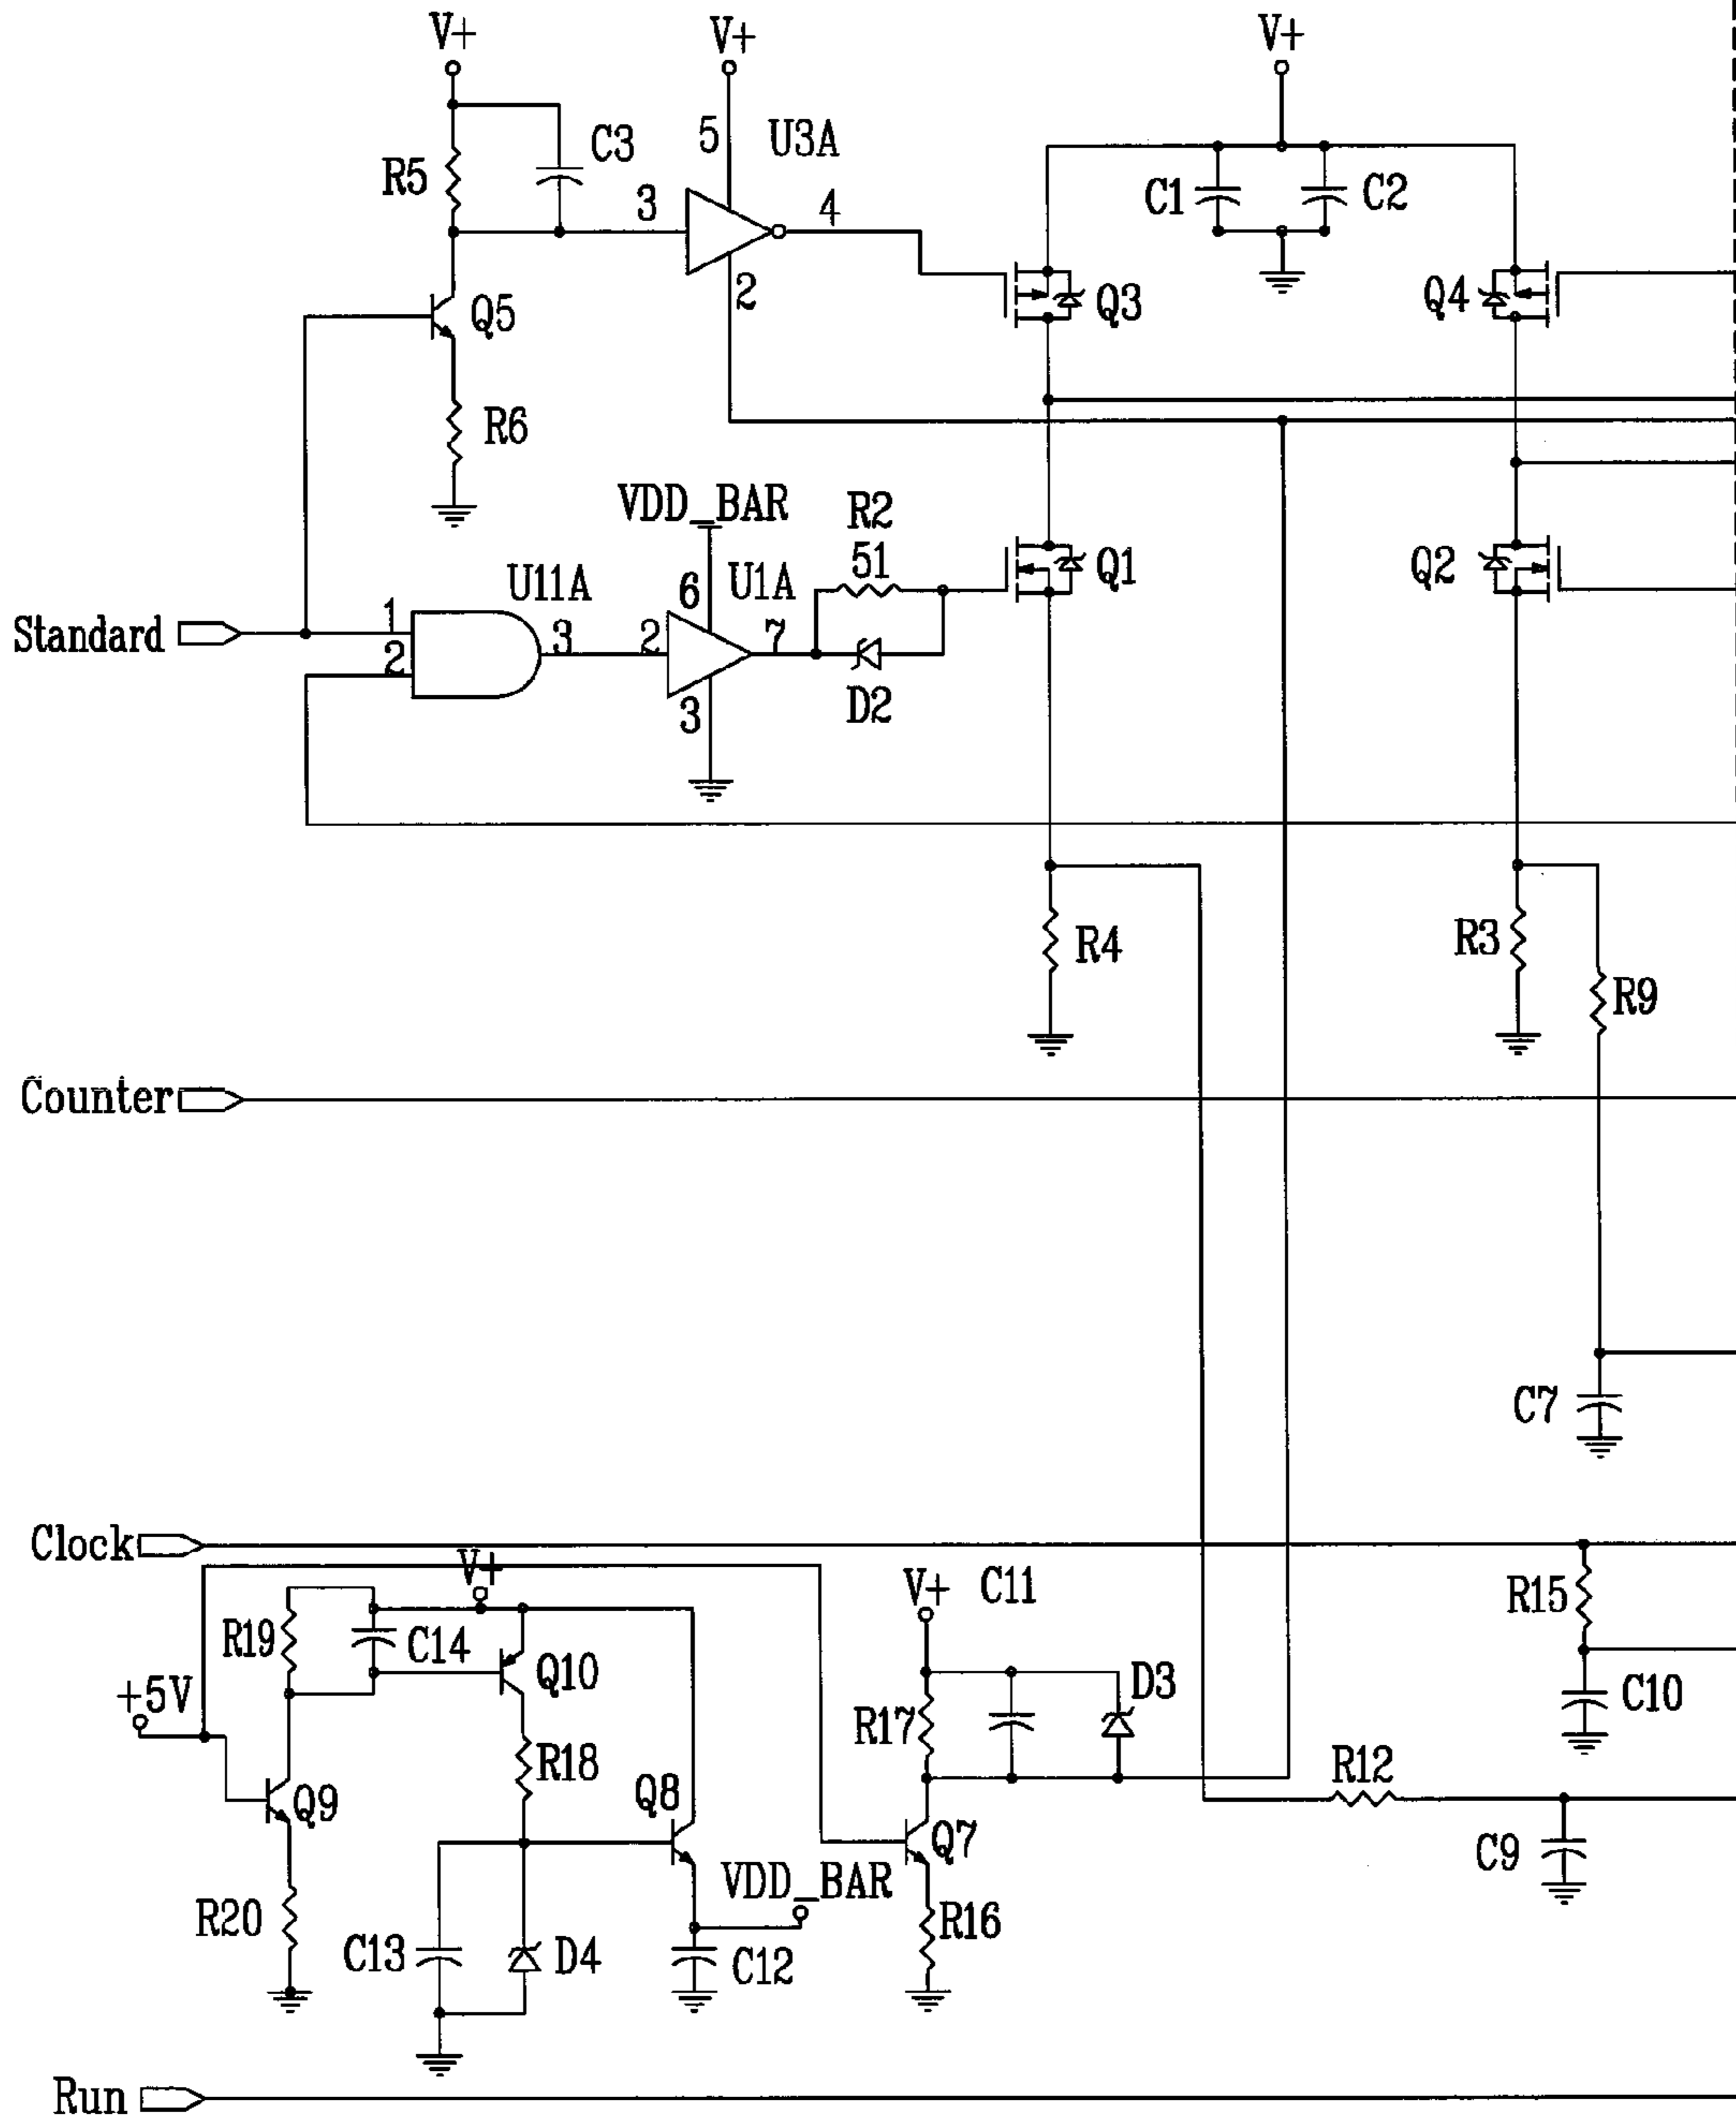 V+
V+
V+
5
U3A
C3
R5
3
4
C1
C2
2
Q5
Q3
Q4
R6
VDD_BAR
R2
51
U11A
6
U1A
Q1
Q2
Standard
1
2
3
2
7
3
D2
R4
R3
R9
Counter
C7
Clock
V+
V+
C11
R15
R19
C14
Q10
D3
+5V
C10
R17
R18
R12
Q8
Q9
Q7
C9
VDD_BAR
R20
R16
C13
D4
C12
Run